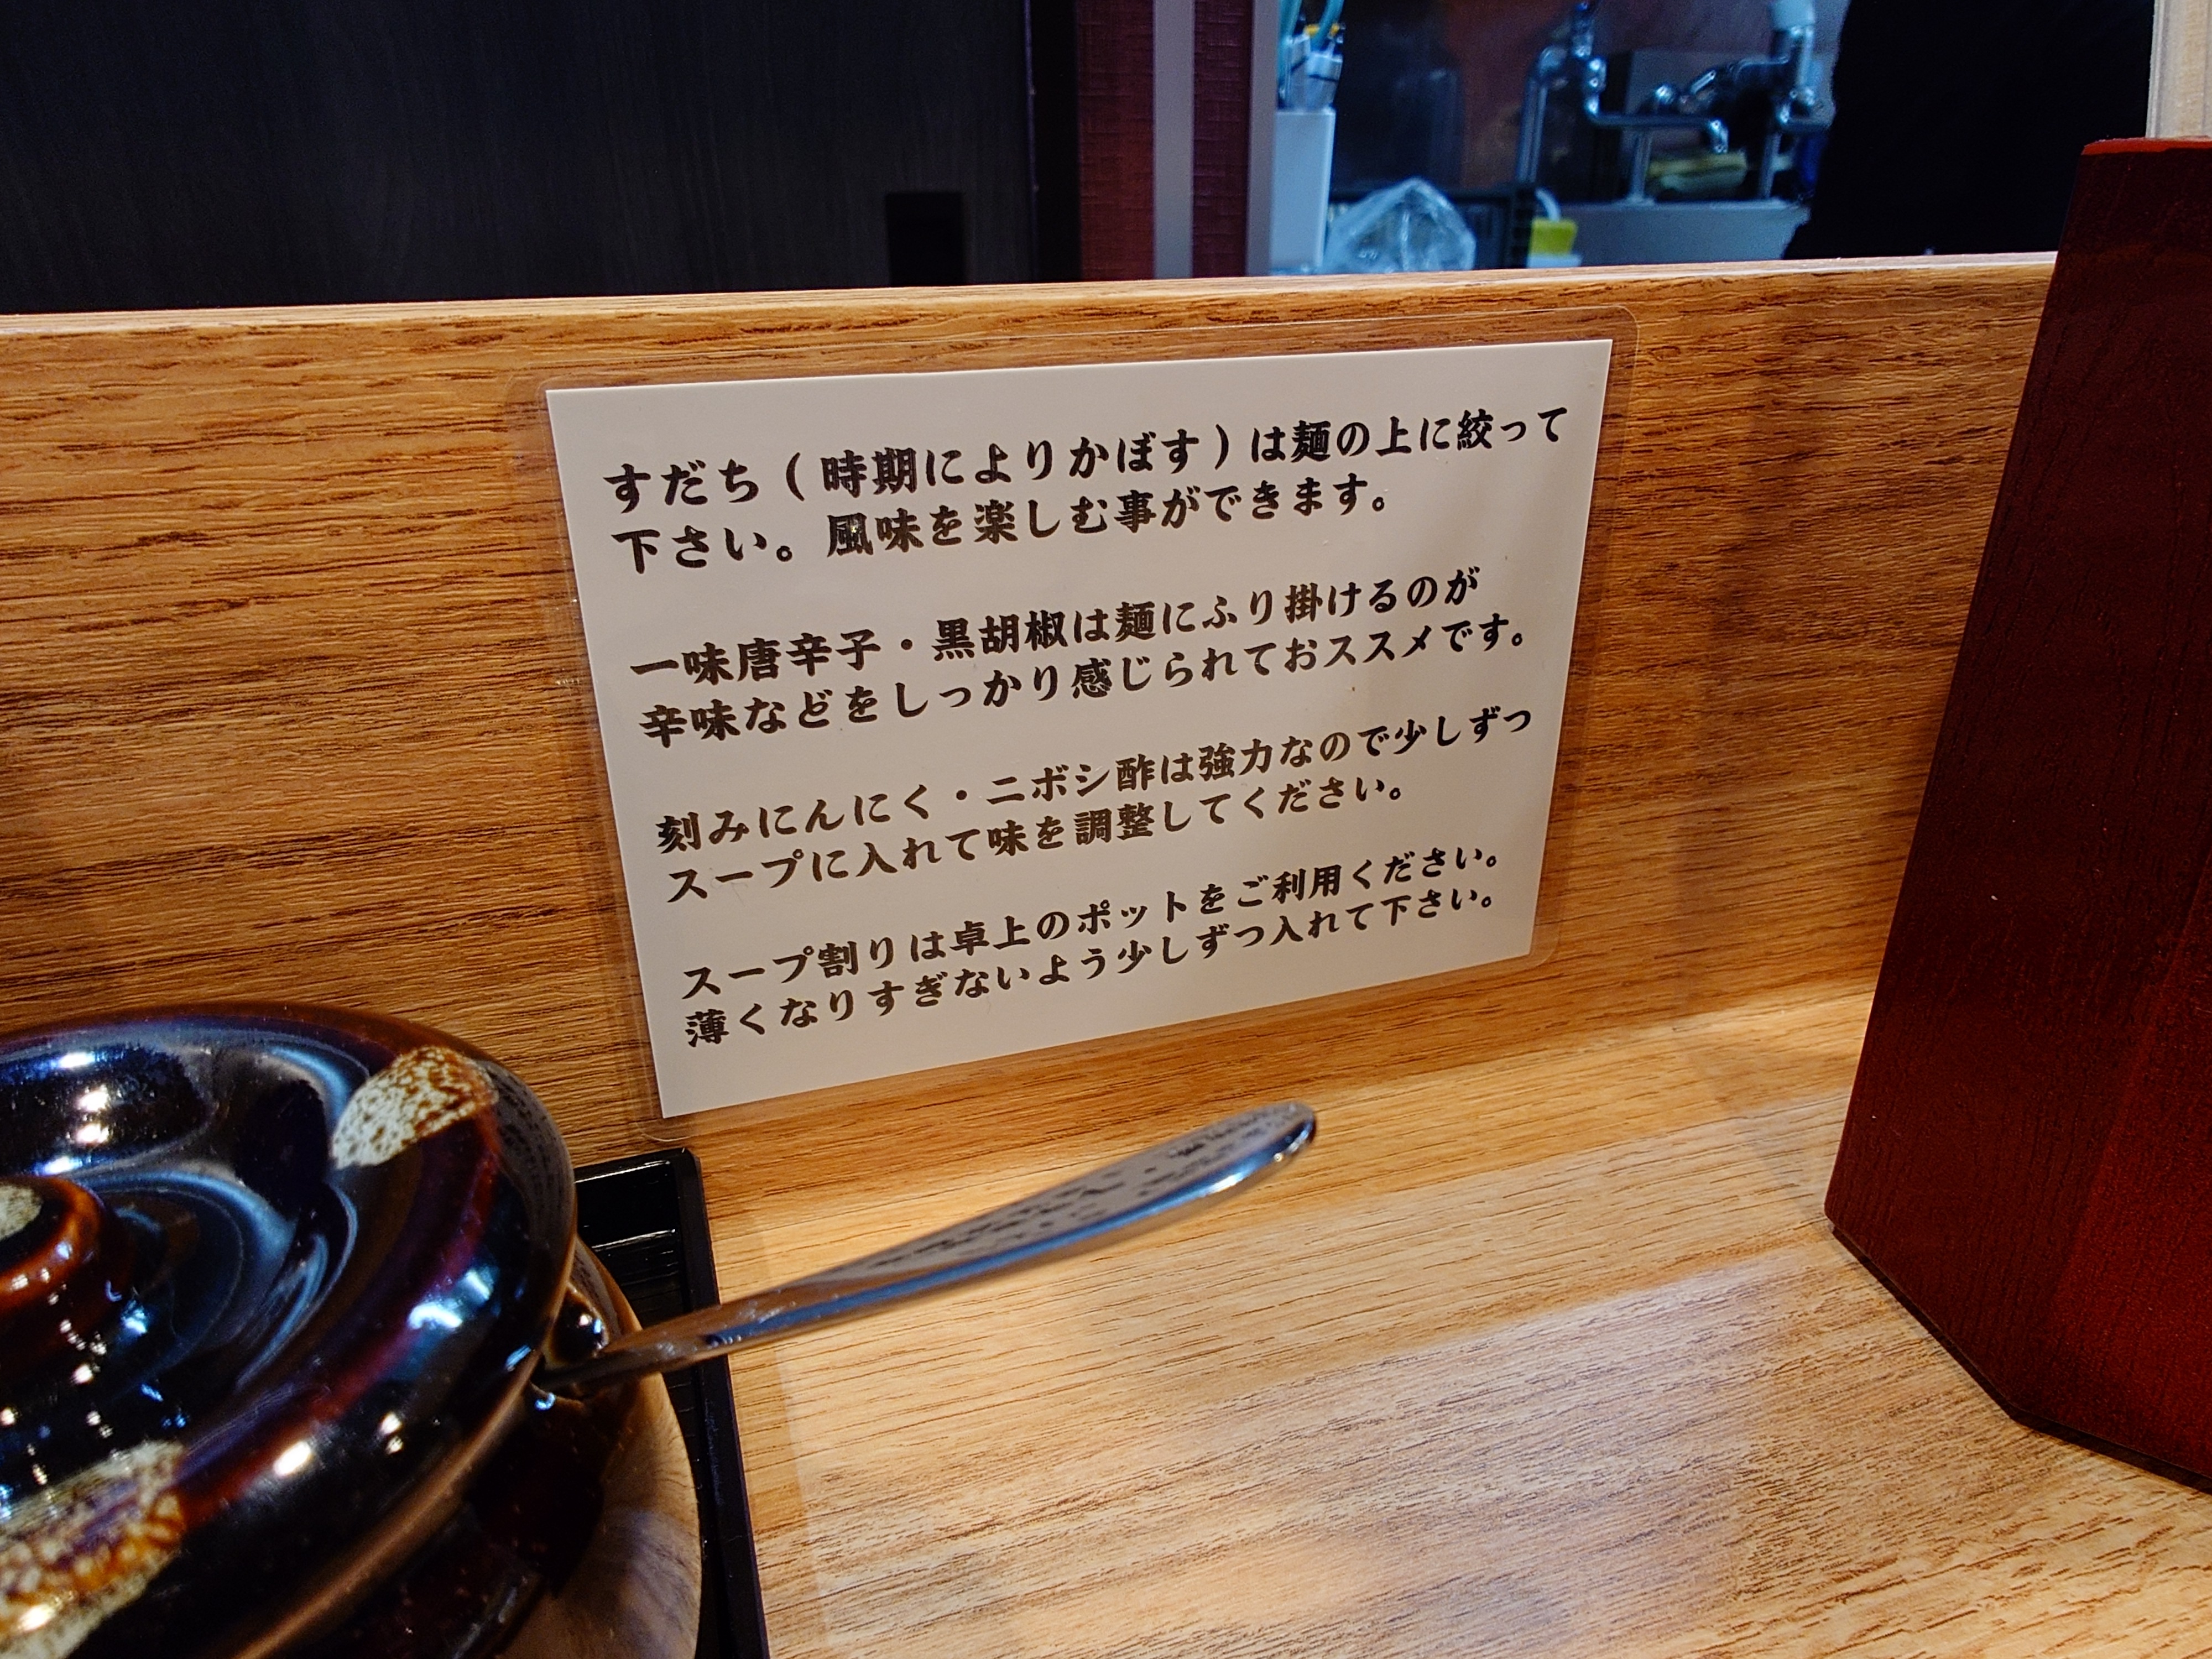 すだち（時期によりかぼす）は麺の上に絞って
下さい。風味を楽しむ事ができます。
一味唐辛子・黒胡椒は麺にふり掛けるのが
辛味などをしっかり感じられておススメです。
刻みにんにく・ニボシ酢は強力なので少しずつ
スープに入れて味を調整してください。
スープ割りは卓上のポットをご利用ください。
薄くなりすぎないよう少しずつ入れて下さい。